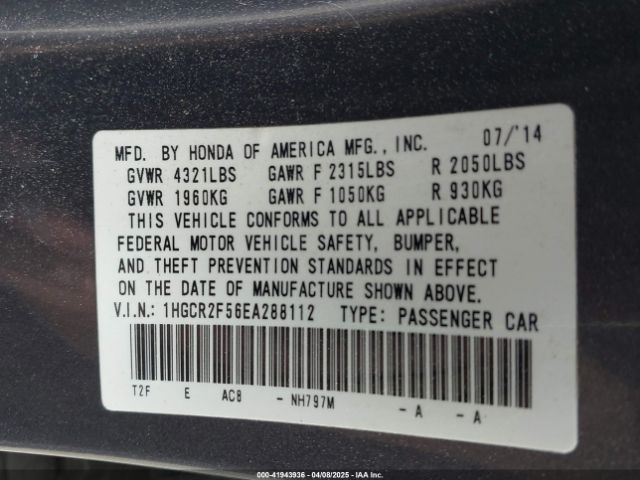 MFD. BY HONDA OF AMERICA MFG., INC. 07/'14
GVWR 4321LBS GAWR F 2315LBS R 2050LBS
GVWR 1960KG GAWR F 1050KG R 930KG
THIS VEHICLE CONFORMS TO ALL APPLICABLE
FEDERAL MOTOR VEHICLE SAFETY, BUMPER,
AND THEFT PREVENTION STANDARDS IN EFFECT
ON THE DATE OF MANUFACTURE SHOWN ABOVE.
V.I.N.: 1HGCR2F56EA288112 TYPE: PASSENGER CAR
T2F E AC8 - NH797M - A - A
000-41943936 - 04/08/2025 - IAA Inc.